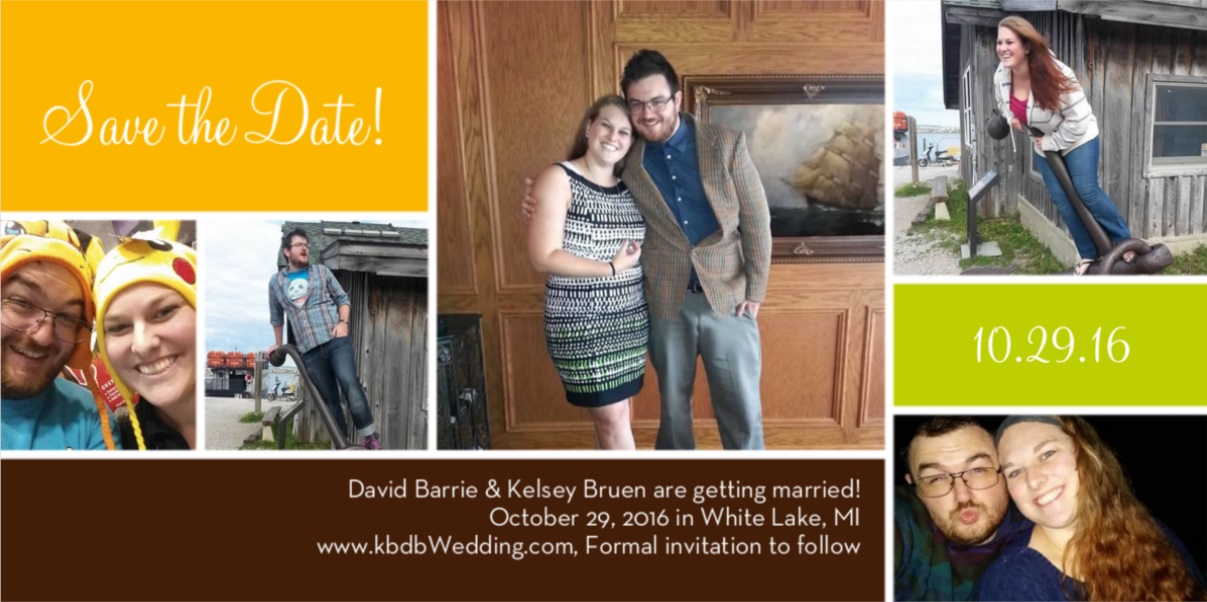 Save the Date!
10.29.16
David Barrie & Kelsey Bruen are getting married!
October 29, 2016 in White Lake, MI
www.kbdbWedding.com, Formal invitation to follow